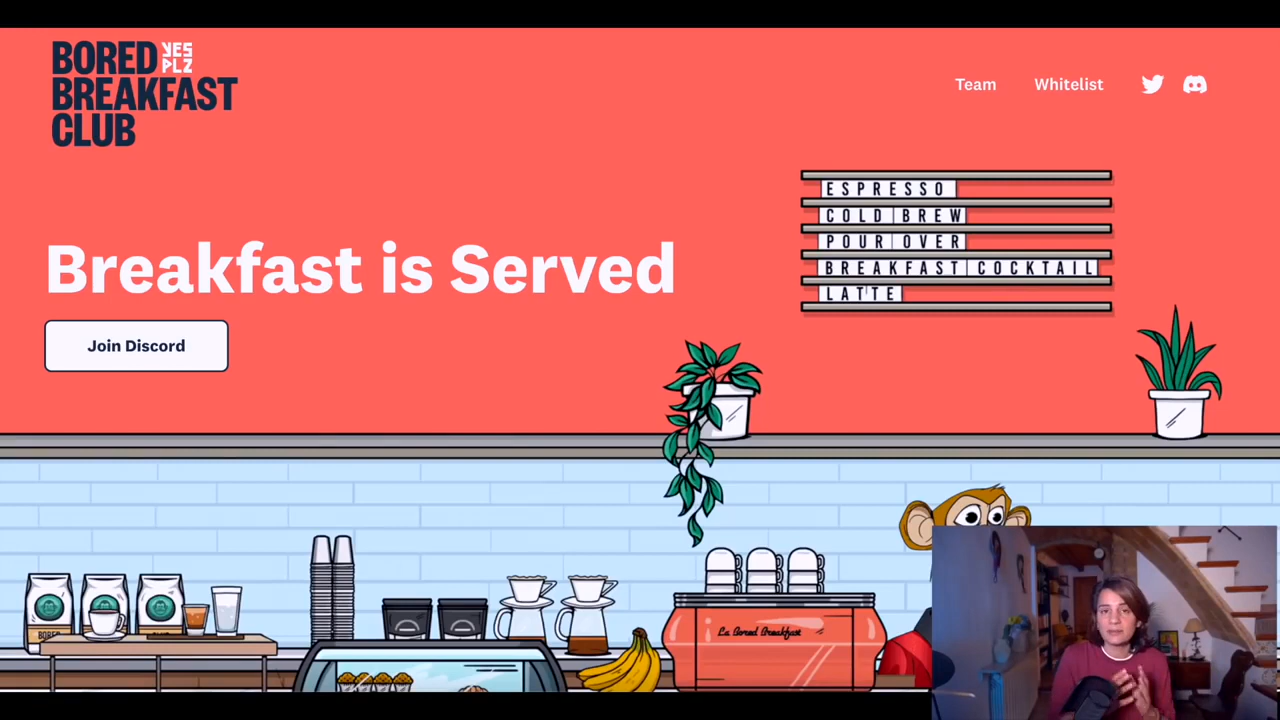 BORED YES
PLZ
BREAKFAST
CLUB
Team Whitelist
ESPRESSO
COLD BREW
POUR OVER
BREAKFAST COCKTAIL
LATTE
Breakfast is Served
Join Discord
La Bored Breakfast
BORED